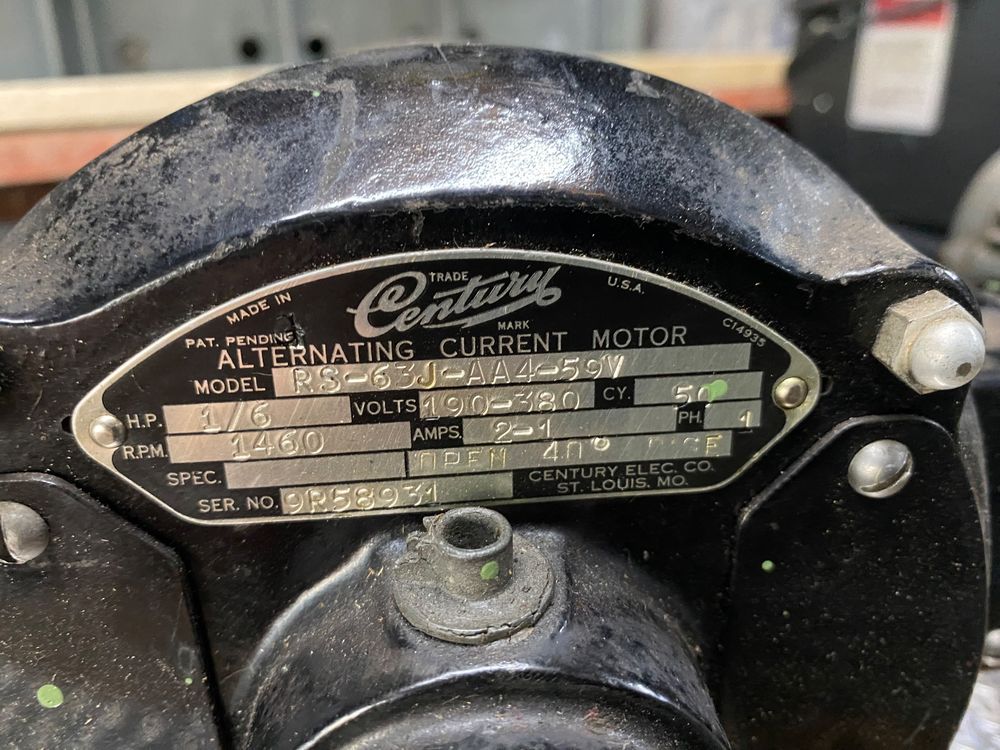 MADE IN
TRADE
Century
MARK
U.S.A.
PAT. PENDING
C14935
ALTERNATING CURRENT MOTOR
MODEL RS-63J-AA4-59V
H.P. 1/6 VOLTS 190-380 CY. 50
R.P.M. 1460 AMPS. 2-1 PH. 1
SPEC. OPEN 40°
SER. NO. 9R58931
CENTURY ELEC. CO.
ST. LOUIS. MO.